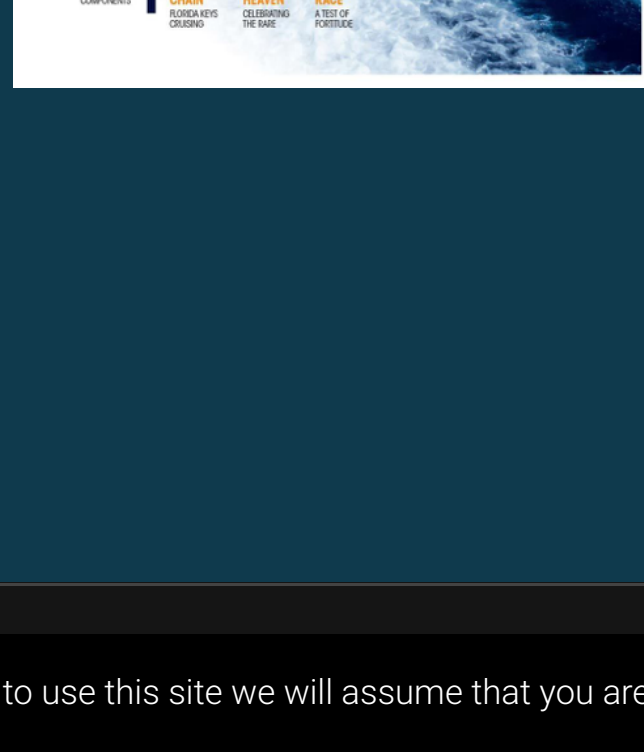 COMPONENTS
CHAIN HEAVEN RACE
FLORIDA KEYS CELEBRATING A TEST OF
CRUISING THE RARE FORTITUDE
to use this site we will assume that you are